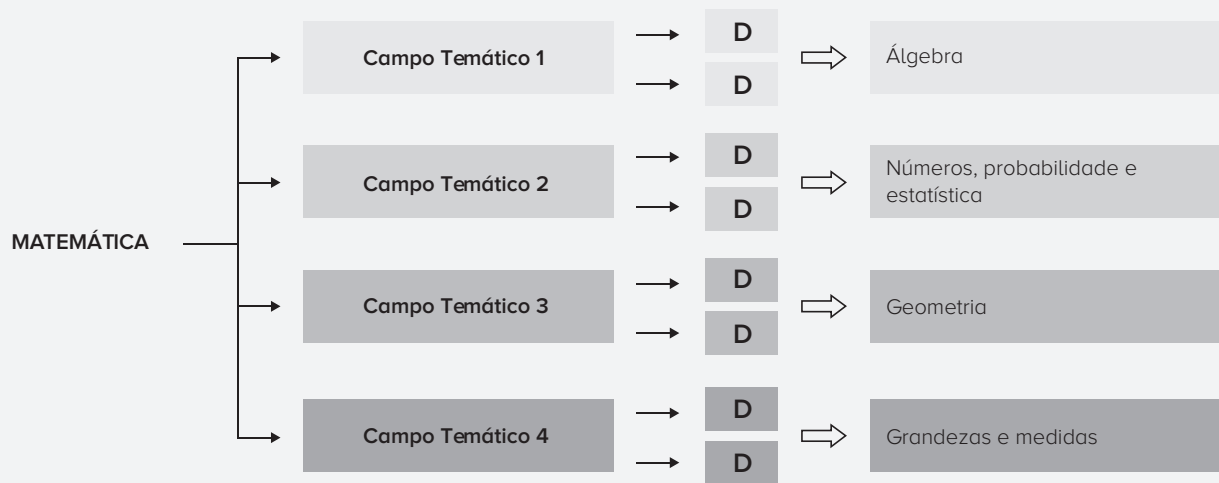 Campo Temático 1
D
D
Álgebra
Campo Temático 2
D
D
Números, probabilidade e
estatística
MATEMÁTICA
Campo Temático 3
D
D
Geometria
Campo Temático 4
D
D
Grandezas e medidas